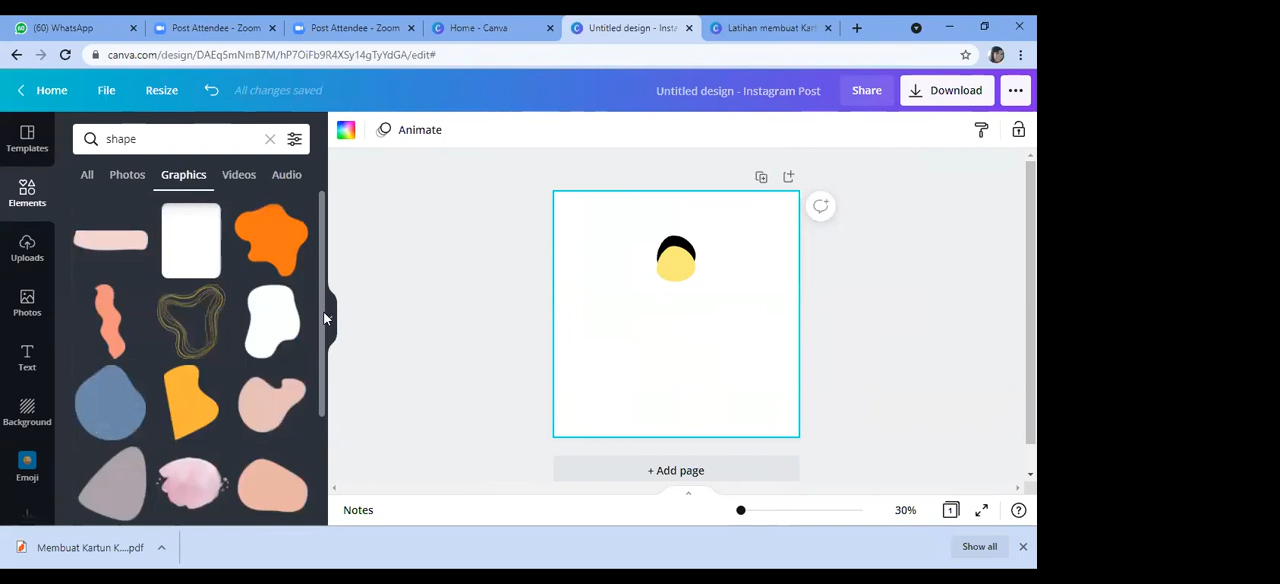 (60) WhatsApp
Post Attendee - Zoom
Post Attendee - Zoom
Home - Canva
Untitled design - Insta
Latihan membuat Kar
canva.com/design/DAEq5mNmB7M/hP7OiFb9R4XSy14gTyYdGA/edit#
Home
File
Resize
All changes saved
Untitled design - Instagram Post
Share
Download
Templates
Elements
Uploads
Photos
Text
Background
Emoji
shape
All
Photos
Graphics
Videos
Audio
Animate
+ Add page
Notes
30%
1
Membuat Kartun K....pdf
Show all